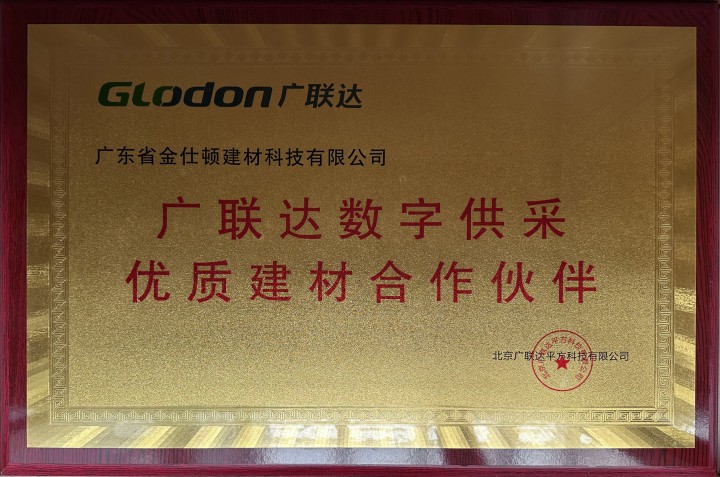 GLodon广联达
广东省金仕顿建材科技有限公司
广联达数字供采
优质建材合作伙伴
北京广联达平方科技有限公司